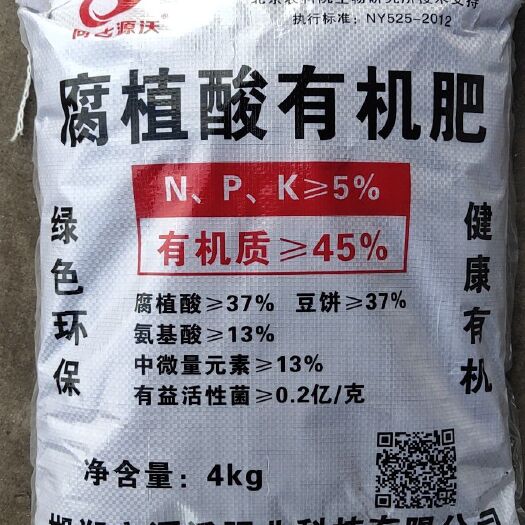 源沃
执行标准：NY525-2012
腐植酸有机肥
N、P、K≥5%
有机质≥45%
绿色环保
健康有机
腐植酸≥37% 豆饼≥37%
氨基酸≥13%
中微量元素≥13%
有益活性菌≥0.2亿/克
净含量：4kg